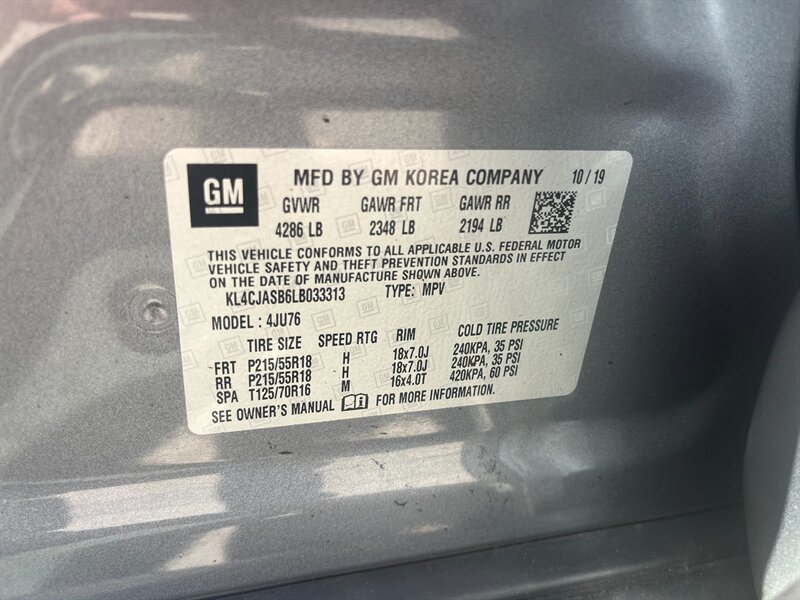 GM MFD BY GM KOREA COMPANY 10 / 19
GVWR GAWR FRT GAWR RR
4286 LB 2348 LB 2194 LB
THIS VEHICLE CONFORMS TO ALL APPLICABLE U.S. FEDERAL MOTOR
VEHICLE SAFETY AND THEFT PREVENTION STANDARDS IN EFFECT
ON THE DATE OF MANUFACTURE SHOWN ABOVE.
KL4CJASB6LB033313 TYPE: MPV
MODEL : 4JU76
TIRE SIZE SPEED RTG RIM COLD TIRE PRESSURE
FRT P215/55R18 H 18x7.0J 240KPA, 35 PSI
RR P215/55R18 H 18x7.0J 240KPA, 35 PSI
SPA T125/70R16 M 16x4.0T 420KPA, 60 PSI
SEE OWNER'S MANUAL FOR MORE INFORMATION.